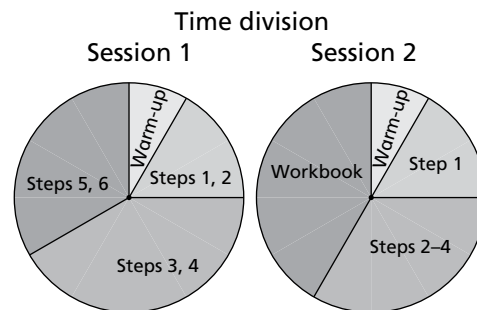 Time division
Session 1
Session 2
Warm-up
Steps 1, 2
Steps 3, 4
Steps 5, 6
Warm-up
Step 1
Steps 2–4
Workbook